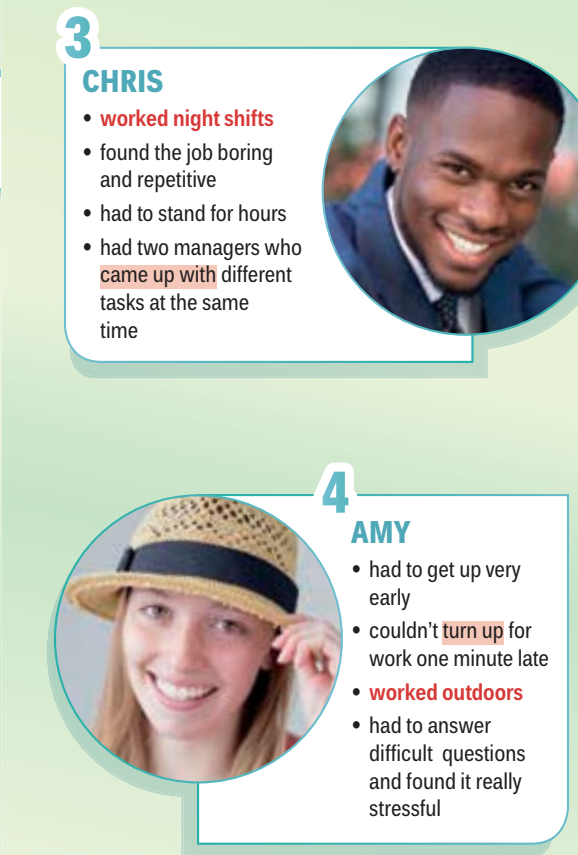 3
CHRIS
• worked night shifts
• found the job boring
and repetitive
• had to stand for hours
• had two managers who
came up with different
tasks at the same
time
4
AMY
• had to get up very
early
• couldn't turn up for
work one minute late
• worked outdoors
• had to answer
difficult questions
and found it really
stressful